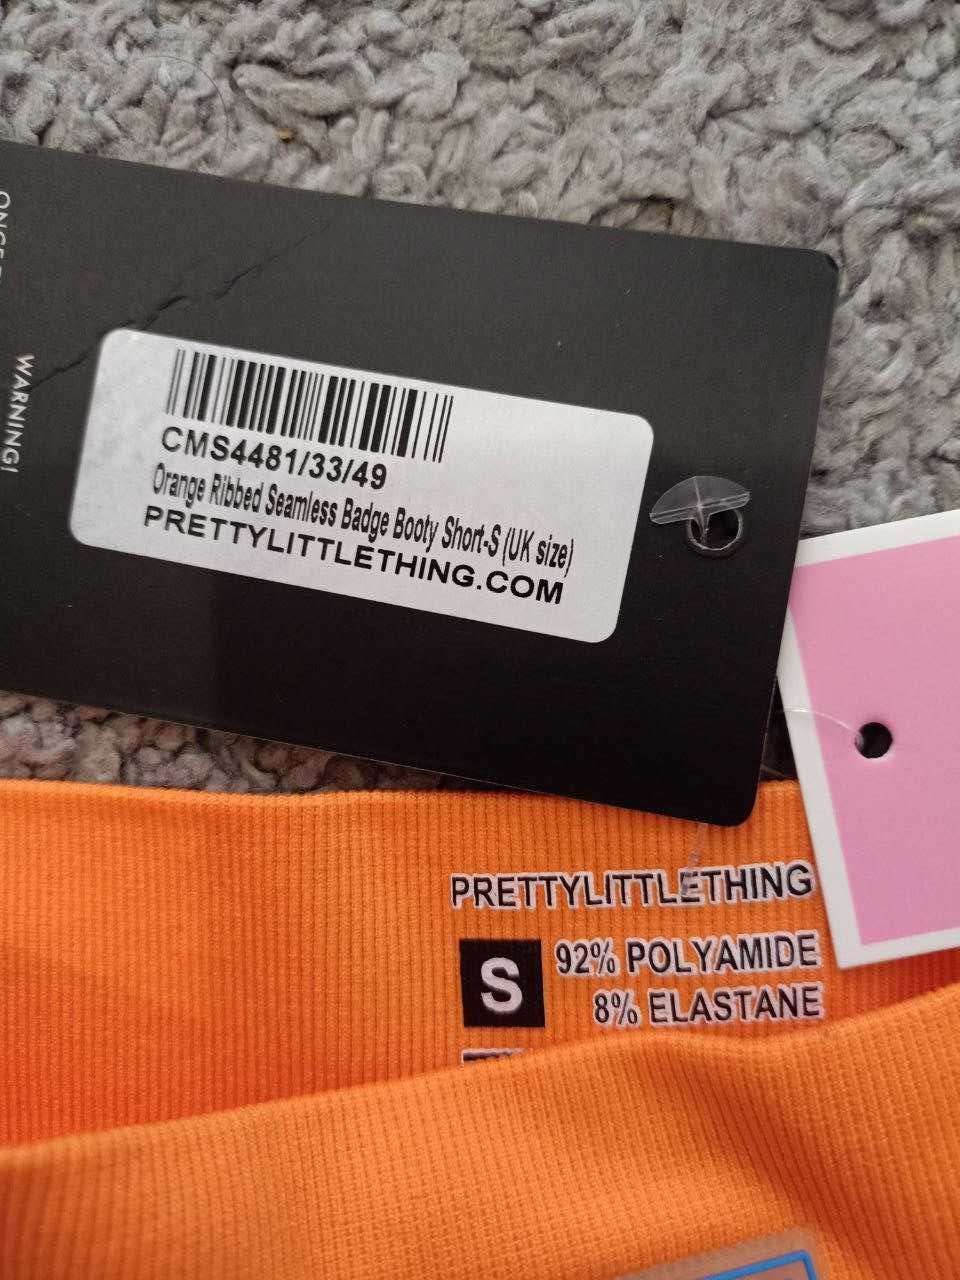 WARNING!
CMS4481/33/49
Orange Ribbed Seamless Badge Booty Short-S (UK size)
PRETTYLITTLETHING.COM
PRETTYLITTLETHING
S
92% POLYAMIDE
8% ELASTANE